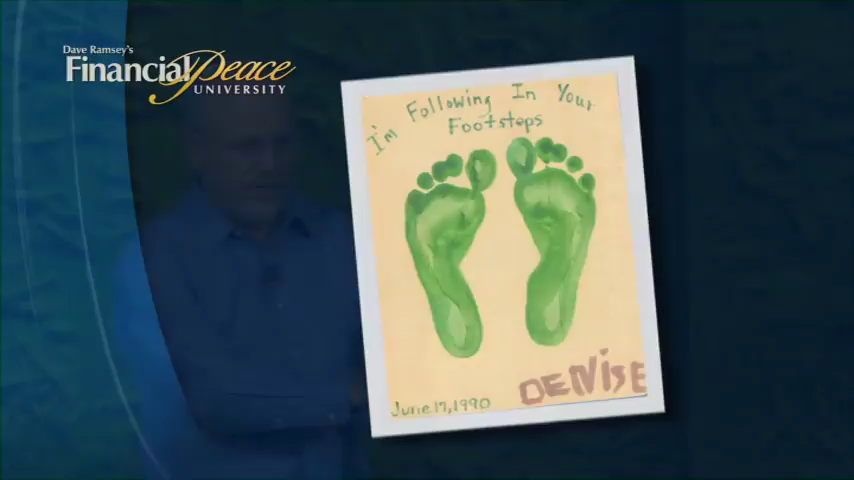 Dave Ramsey's
Financial Peace
UNIVERSITY
I'm Following In Your
Footsteps
DENISE
June 17, 1990